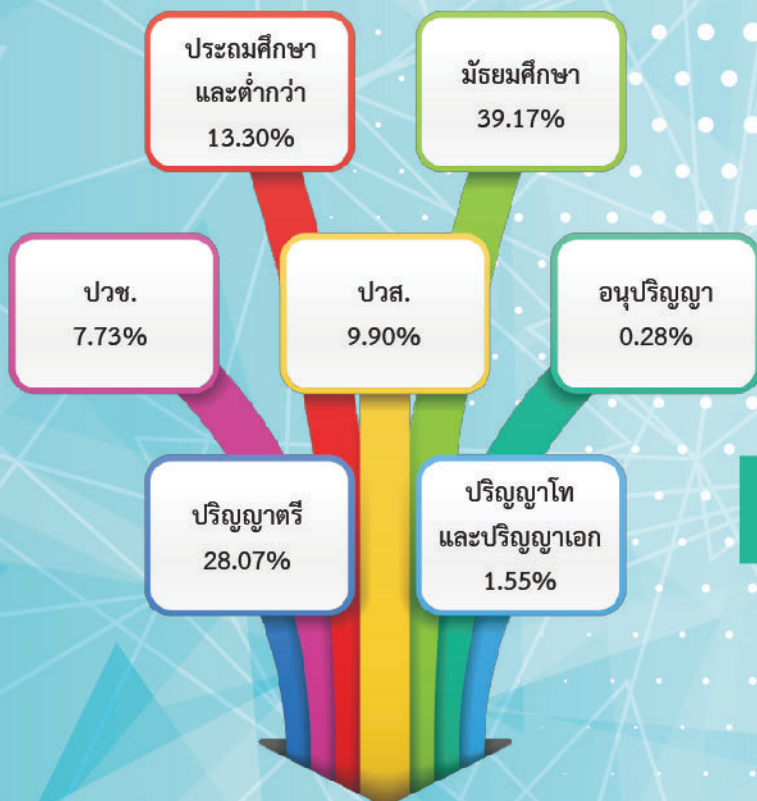 ประถมศึกษา
และต่ำกว่า
13.30%
มัธยมศึกษา
39.17%
ปวช.
7.73%
ปวส.
9.90%
อนุปริญญา
0.28%
ปริญญาตรี
28.07%
ปริญญาโท
และปริญญาเอก
1.55%